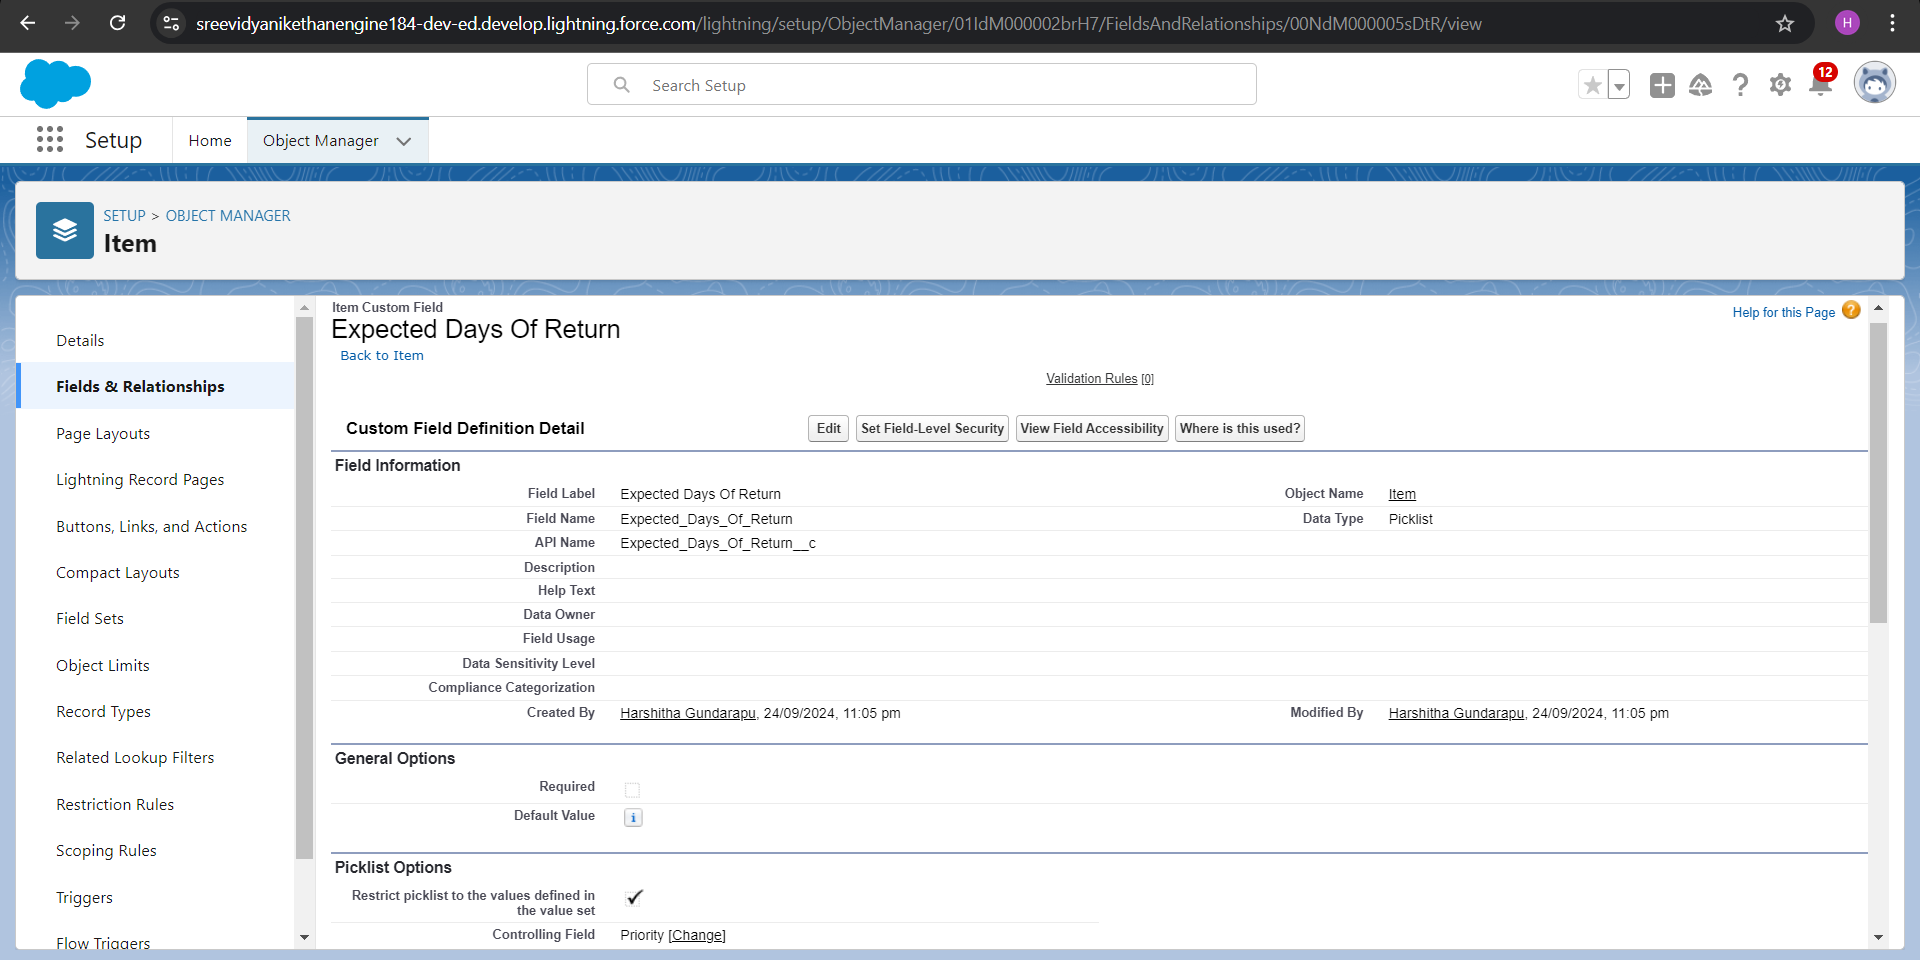 sreevidyanikethanengine184-dev-ed.develop.lightning.force.com/lightning/setup/ObjectManager/01IdM000002brH7/FieldsAndRelationships/00NdM000005sDtR/view
H
Search Setup
12
Setup
Home
Object Manager
SETUP > OBJECT MANAGER
Item
Details
Fields & Relationships
Page Layouts
Lightning Record Pages
Buttons, Links, and Actions
Compact Layouts
Field Sets
Object Limits
Record Types
Related Lookup Filters
Restriction Rules
Scoping Rules
Triggers
Flow Triggers
Item Custom Field
Expected Days Of Return
Back to Item
Help for this Page ?
Validation Rules [0]
Custom Field Definition Detail
Edit
Set Field-Level Security
View Field Accessibility
Where is this used?
Field Information
Field Label Expected Days Of Return Object Name Item
Field Name Expected_Days_Of_Return Data Type Picklist
API Name Expected_Days_Of_Return__c
Description
Help Text
Data Owner
Field Usage
Data Sensitivity Level
Compliance Categorization
Created By Harshitha Gundarapu, 24/09/2024, 11:05 pm Modified By Harshitha Gundarapu, 24/09/2024, 11:05 pm
General Options
Required
Default Value i
Picklist Options
Restrict picklist to the values defined in
the value set
Controlling Field Priority [Change]